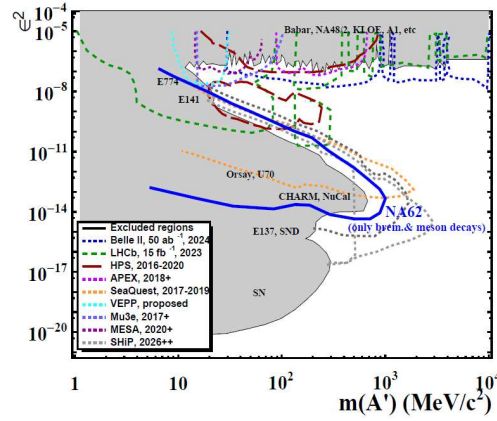 ε²
10⁻⁴
10⁻⁵
10⁻⁸
10⁻¹¹
10⁻¹⁴
10⁻¹⁷
10⁻²⁰
Babar, NA48/2, KLOE, A1, etc
E774
E141
Orsay, U70
CHARM, NuCal
NA62
(only brem.& meson decays)
E137, SND
SN
Excluded regions
Belle II, 50 ab⁻¹, 2024
LHCb, 15 fb⁻¹, 2023
HPS, 2016-2020
APEX, 2018+
SeaQuest, 2017-2019
VEPP, proposed
Mu3e, 2017+
MESA, 2020+
SHiP, 2026++
1 10 10² 10³ 10⁴
m(A') (MeV/c²)